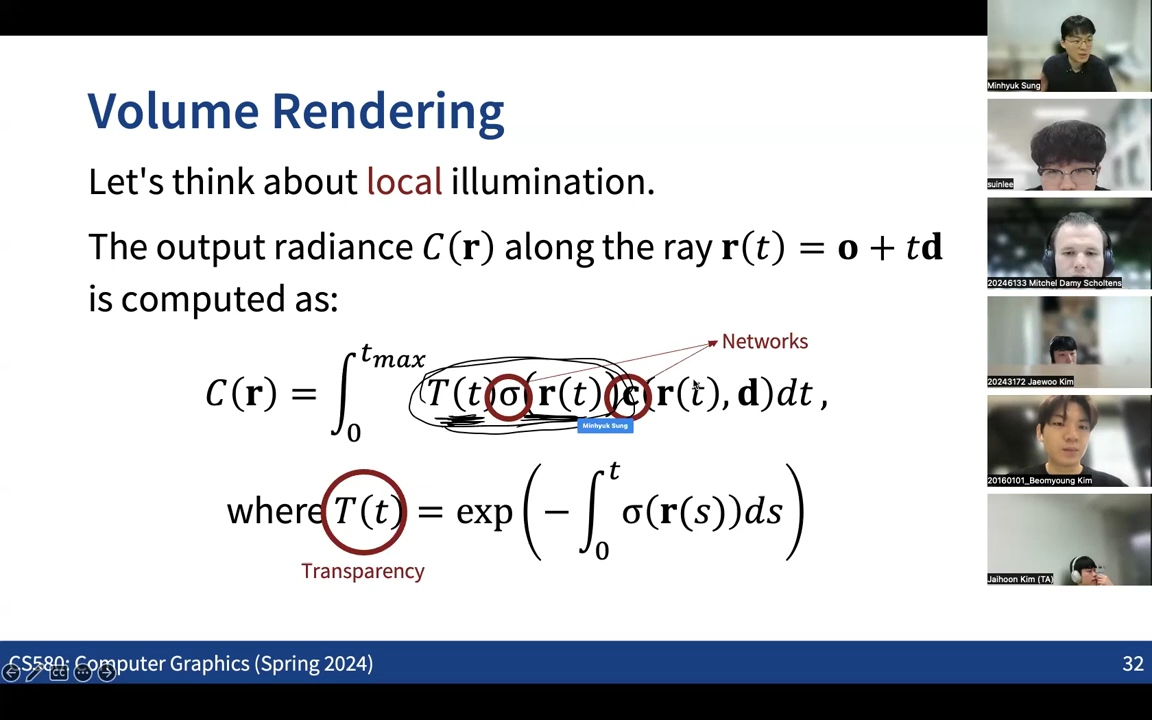 Volume Rendering
Let's think about local illumination.
The output radiance C(r) along the ray r(t) = o + td
is computed as:
Networks
C(r) = ∫₀^{t_max} T(t)σ(r(t))c(r(t), d)dt,
Minhyuk Sung
where T(t) = exp(−∫₀^t σ(r(s))ds)
Transparency
CS580: Computer Graphics (Spring 2024)
32
Minhyuk Sung
suinlee
20246133 Mitchel Damy Scholtens
20243172 Jaewoo Kim
20160101_Beomyoung Kim
Jaihoon Kim (TA)